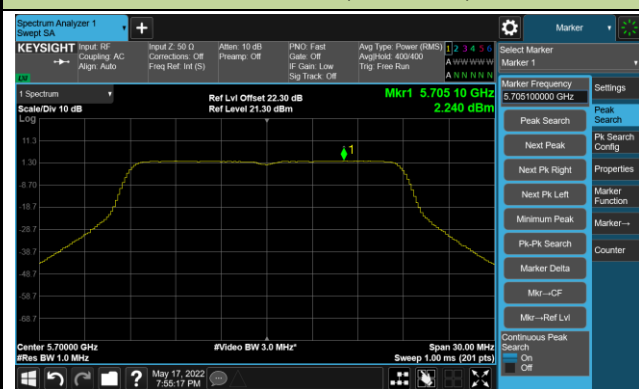 Spectrum Analyzer 1
Swept SA
Marker
KEYSIGHT
Input: RF
Coupling: AC
Align: Auto
Input Z: 50 Ω
Corrections: Off
Freq Ref: Int (S)
Atten: 10 dB
Preamp: Off
PNO: Fast
Gate: Off
IF Gain: Low
Sig Track: Off
Avg Type: Power (RMS)
Avg|Hold: 400/400
Trig: Free Run
1 2 3 4 5 6
A W W W W W
A N N N N N
Select Marker
Marker 1
1 Spectrum
Scale/Div 10 dB
Log
Ref Lvl Offset 22.30 dB
Ref Level 21.30 dBm
Mkr1 5.705 10 GHz
2.240 dBm
11.3
1.30
-8.70
-18.7
-28.7
-38.7
-48.7
-58.7
-68.7
1
Center 5.70000 GHz
#Res BW 1.0 MHz
#Video BW 3.0 MHz*
Span 30.00 MHz
Sweep 1.00 ms (201 pts)
Marker Frequency
5.705100000 GHz
Peak Search
Next Peak
Next Pk Right
Next Pk Left
Minimum Peak
Pk-Pk Search
Marker Delta
Mkr→CF
Mkr→Ref Lvl
Continuous Peak
Search
On
Off
Settings
Peak
Search
Pk Search
Config
Properties
Marker
Function
Marker→
Counter
May 17, 2022
7:55:17 PM